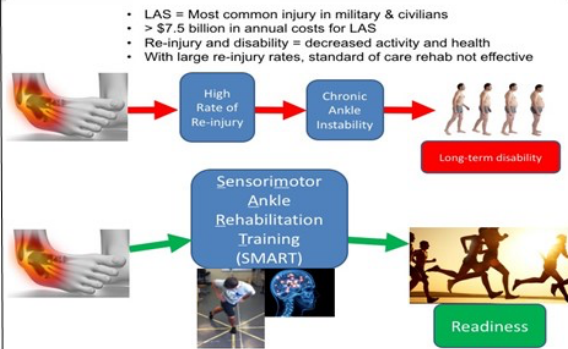 • LAS = Most common injury in military & civilians
• > $7.5 billion in annual costs for LAS
• Re-injury and disability = decreased activity and health
• With large re-injury rates, standard of care rehab not effective
High
Rate of
Re-injury
Chronic
Ankle
Instability
Long-term disability
Sensorimotor
Ankle
Rehabilitation
Training
(SMART)
Readiness